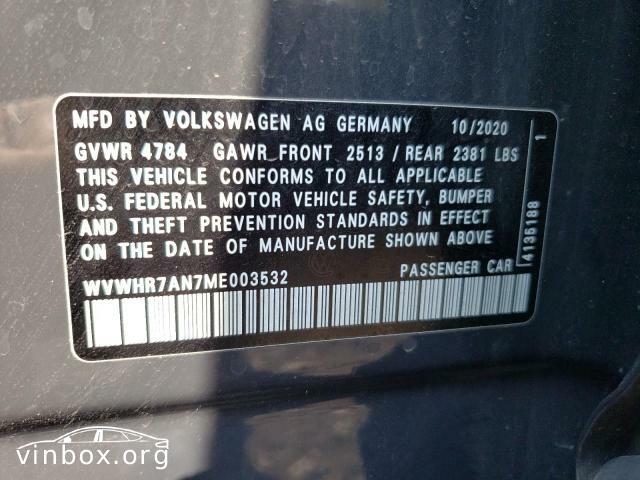 MFD BY VOLKSWAGEN AG GERMANY 10/2020
GVWR 4784 GAWR FRONT 2513 / REAR 2381 LBS
THIS VEHICLE CONFORMS TO ALL APPLICABLE
U.S. FEDERAL MOTOR VEHICLE SAFETY, BUMPER
AND THEFT PREVENTION STANDARDS IN EFFECT
ON THE DATE OF MANUFACTURE SHOWN ABOVE
WVWHR7AN7ME003532 PASSENGER CAR
4135188 1
vinbox.org